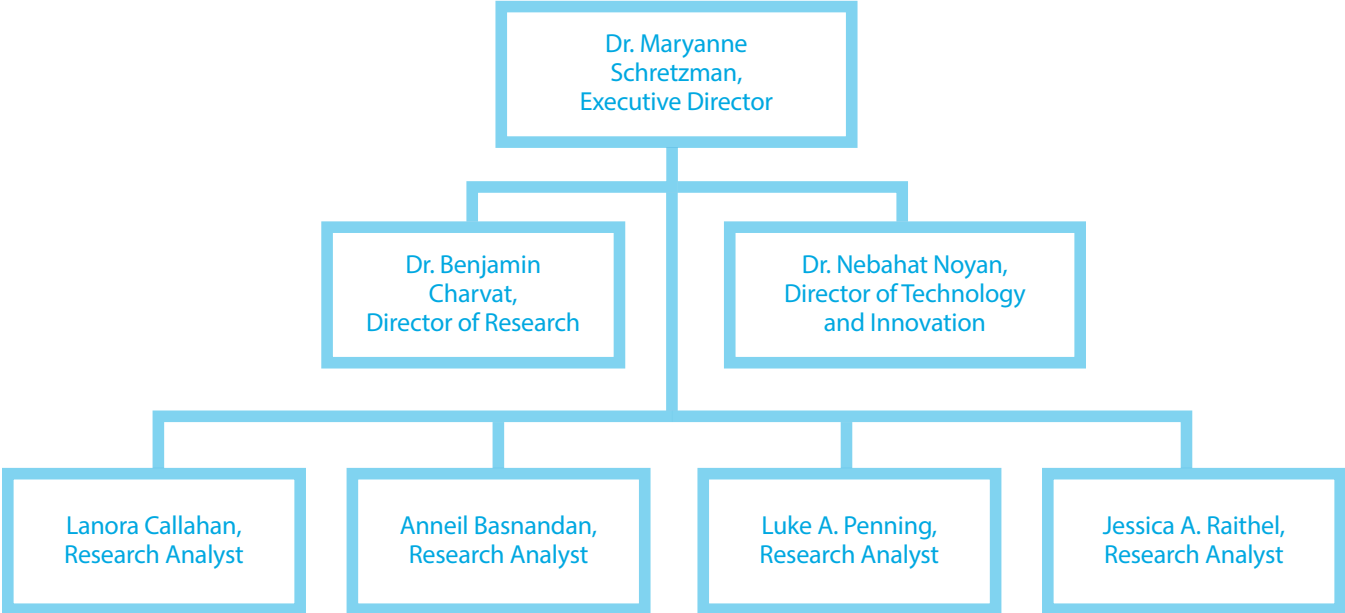 Dr. Maryanne
Schretzman,
Executive Director
Dr. Benjamin
Charvat,
Director of Research
Dr. Nebahat Noyan,
Director of Technology
and Innovation
Lanora Callahan,
Research Analyst
Anneil Basnandan,
Research Analyst
Luke A. Penning,
Research Analyst
Jessica A. Raithel,
Research Analyst